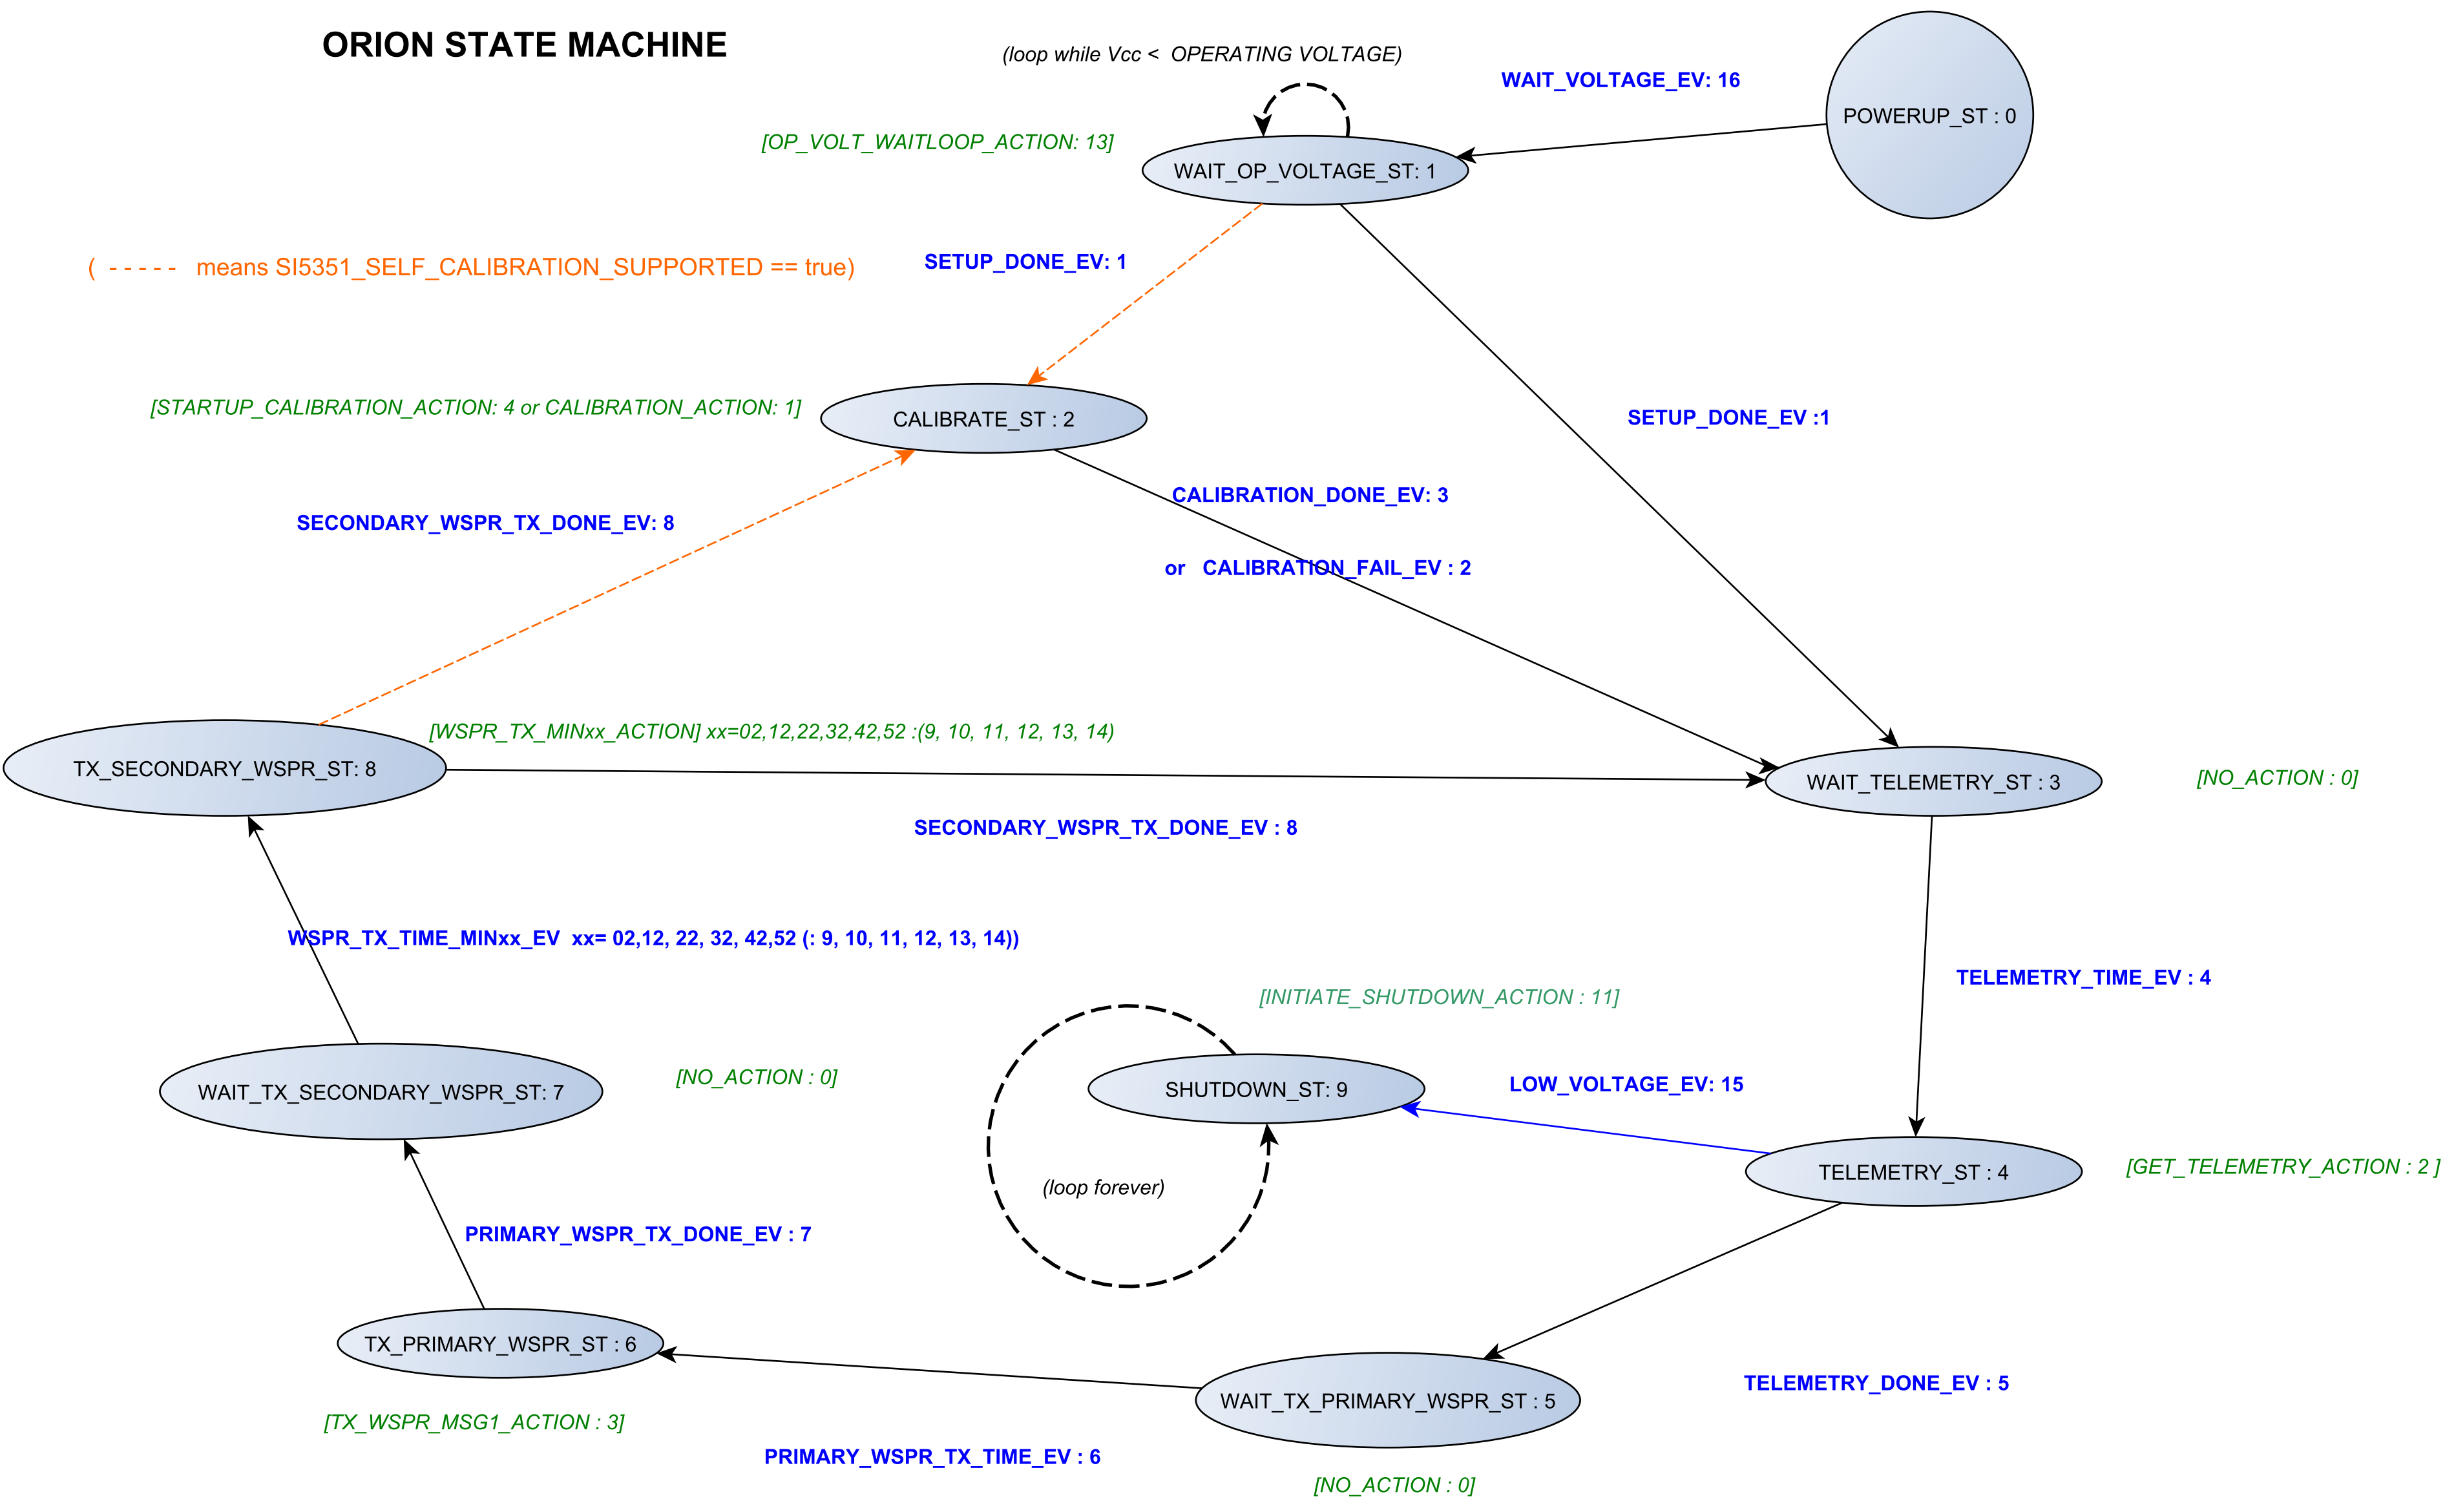 ORION STATE MACHINE
(loop while Vcc <  OPERATING VOLTAGE)
WAIT_VOLTAGE_EV: 16
POWERUP_ST : 0
[OP_VOLT_WAITLOOP_ACTION: 13]
WAIT_OP_VOLTAGE_ST: 1
(  - - - - -   means SI5351_SELF_CALIBRATION_SUPPORTED == true)
SETUP_DONE_EV: 1
[STARTUP_CALIBRATION_ACTION: 4 or CALIBRATION_ACTION: 1]
CALIBRATE_ST : 2
SETUP_DONE_EV :1
CALIBRATION_DONE_EV: 3
SECONDARY_WSPR_TX_DONE_EV: 8
or   CALIBRATION_FAIL_EV : 2
[WSPR_TX_MINxx_ACTION] xx=02,12,22,32,42,52 :(9, 10, 11, 12, 13, 14)
TX_SECONDARY_WSPR_ST: 8
WAIT_TELEMETRY_ST : 3
[NO_ACTION : 0]
SECONDARY_WSPR_TX_DONE_EV : 8
WSPR_TX_TIME_MINxx_EV  xx= 02,12, 22, 32, 42,52 (: 9, 10, 11, 12, 13, 14))
TELEMETRY_TIME_EV : 4
[INITIATE_SHUTDOWN_ACTION : 11]
WAIT_TX_SECONDARY_WSPR_ST: 7
[NO_ACTION : 0]
SHUTDOWN_ST: 9
LOW_VOLTAGE_EV: 15
TELEMETRY_ST : 4
[GET_TELEMETRY_ACTION : 2 ]
(loop forever)
PRIMARY_WSPR_TX_DONE_EV : 7
TX_PRIMARY_WSPR_ST : 6
TELEMETRY_DONE_EV : 5
WAIT_TX_PRIMARY_WSPR_ST : 5
[TX_WSPR_MSG1_ACTION : 3]
PRIMARY_WSPR_TX_TIME_EV : 6
[NO_ACTION : 0]